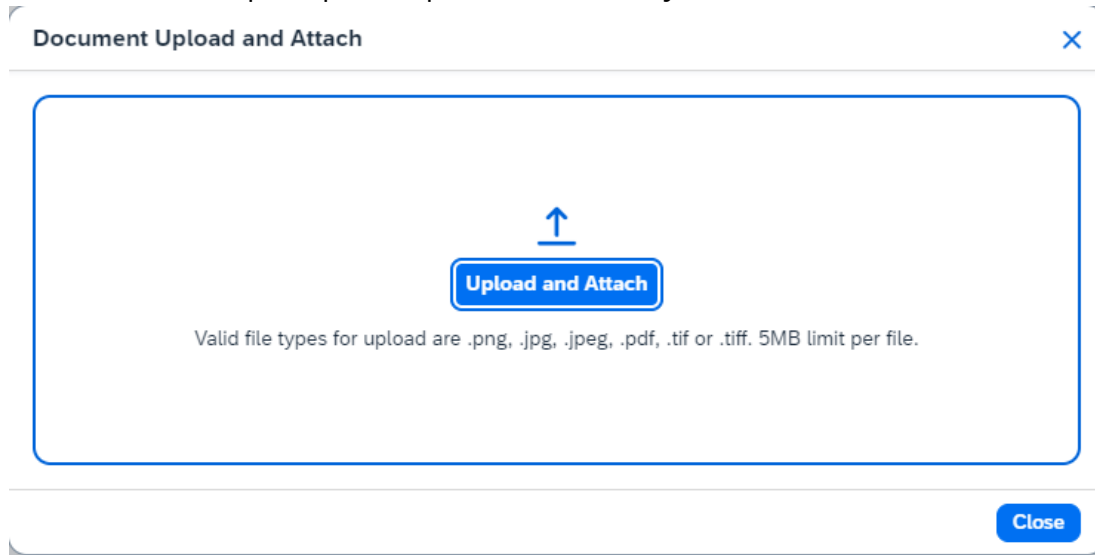 Document Upload and Attach
Upload and Attach
Valid file types for upload are .png, .jpg, .jpeg, .pdf, .tif or .tiff. 5MB limit per file.
Close